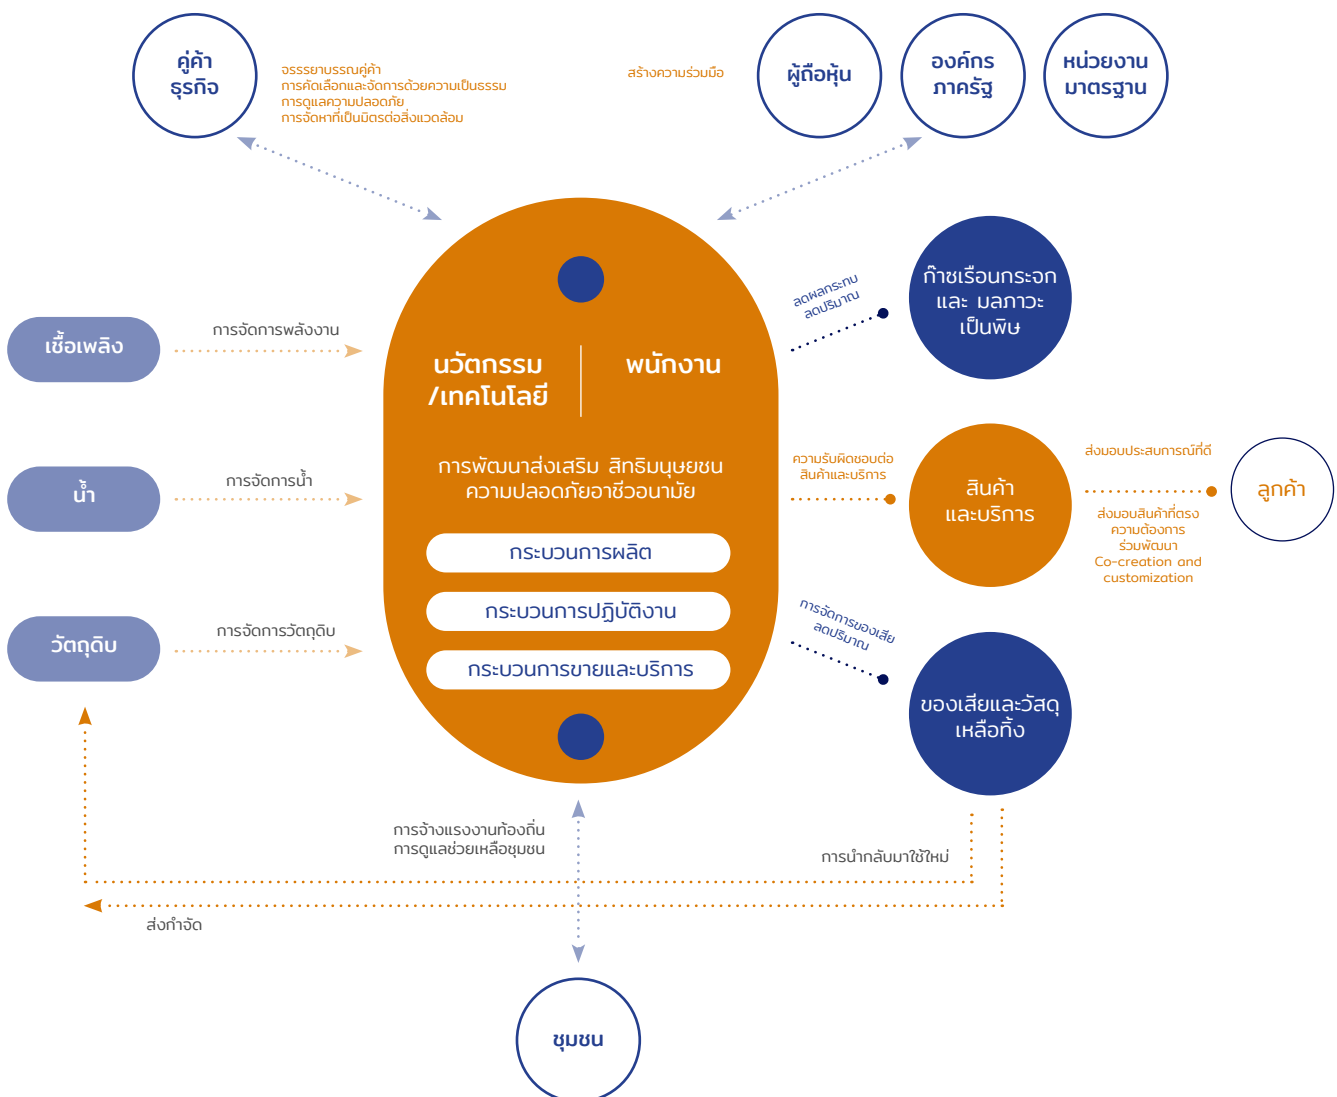 คู่ค้า
ธุรกิจ
จรรรยาบรรณคู่ค้า
การคัดเลือกและจัดการด้วยความเป็นธรรม
การดูแลความปลอดภัย
การจัดหาที่เป็นมิตรต่อสิ่งแวดล้อม
สร้างความร่วมมือ
ผู้ถือหุ้น
องค์กร
ภาครัฐ
หน่วยงาน
มาตรฐาน
เชื้อเพลิง
การจัดการพลังงาน
น้ำ
การจัดการน้ำ
วัตถุดิบ
การจัดการวัตถุดิบ
นวัตกรรม
/เทคโนโลยี
พนักงาน
การพัฒนาส่งเสริม สิทธิมนุษยชน
ความปลอดภัยอาชีวอนามัย
กระบวนการผลิต
กระบวนการปฏิบัติงาน
กระบวนการขายและบริการ
ลดผลกระทบ
ลดปริมาณ
ก๊าซเรือนกระจก
และ มลภาวะ
เป็นพิษ
ความรับผิดชอบต่อ
สินค้าและบริการ
สินค้า
และบริการ
ส่งมอบประสบการณ์ที่ดี
ส่งมอบสินค้าที่ตรง
ความต้องการ
ร่วมพัฒนา
Co-creation and
customization
ลูกค้า
การจัดการของเสีย
ลดปริมาณ
ของเสียและวัสดุ
เหลือทิ้ง
การจ้างแรงงานท้องถิ่น
การดูแลช่วยเหลือชุมชน
การนำกลับมาใช้ใหม่
ส่งกำจัด
ชุมชน